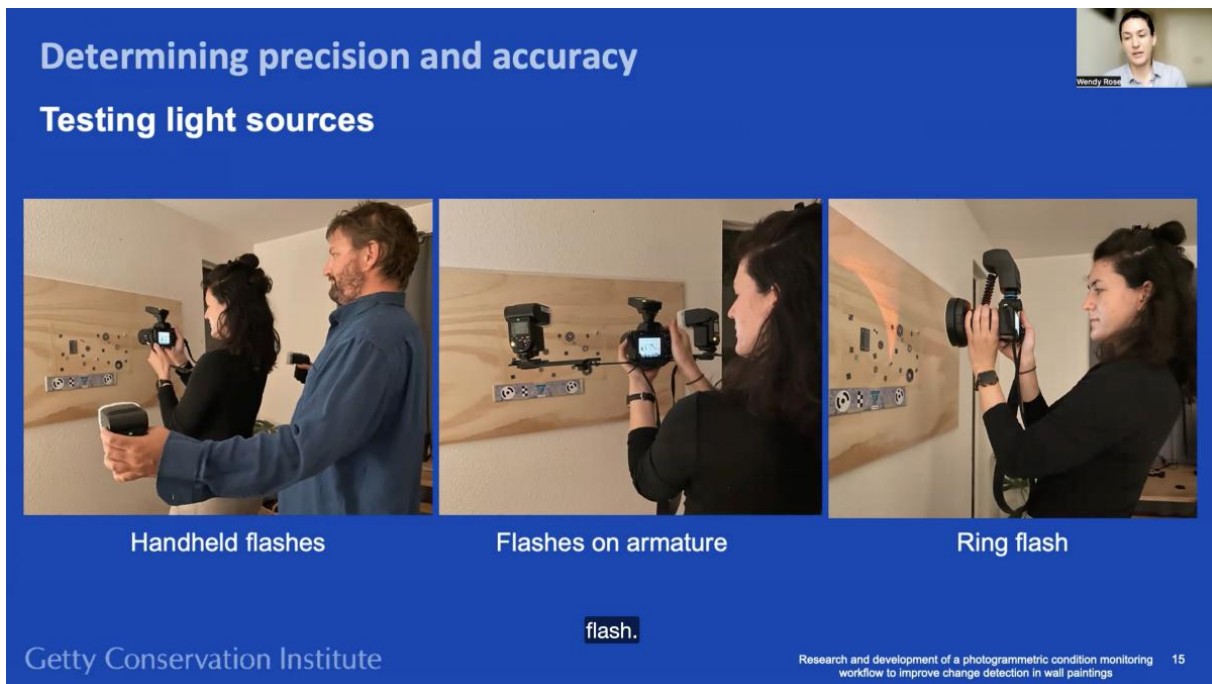 Determining precision and accuracy
Wendy Rose
Testing light sources
Handheld flashes
Flashes on armature
Ring flash
flash.
Getty Conservation Institute
Research and development of a photogrammetric condition monitoring
workflow to improve change detection in wall paintings
15